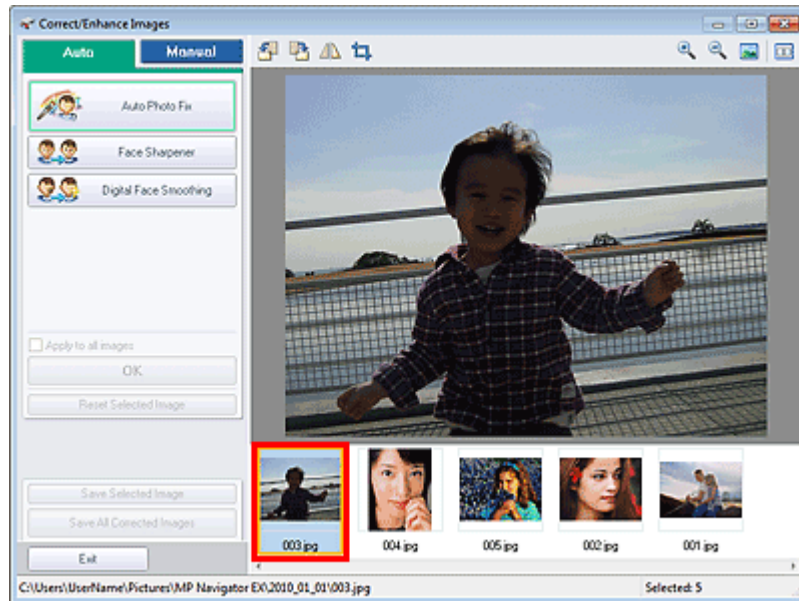 Correct/Enhance Images
Auto
Manual
Auto Photo Fix
Face Sharpener
Digital Face Smoothing
Apply to all images
OK
Reset Selected Image
Save Selected Image
Save All Corrected Images
Exit
003.jpg
004.jpg
005.jpg
002.jpg
001.jpg
C:\Users\UserName\Pictures\MP Navigator EX\2010_01_01\003.jpg
Selected: 5